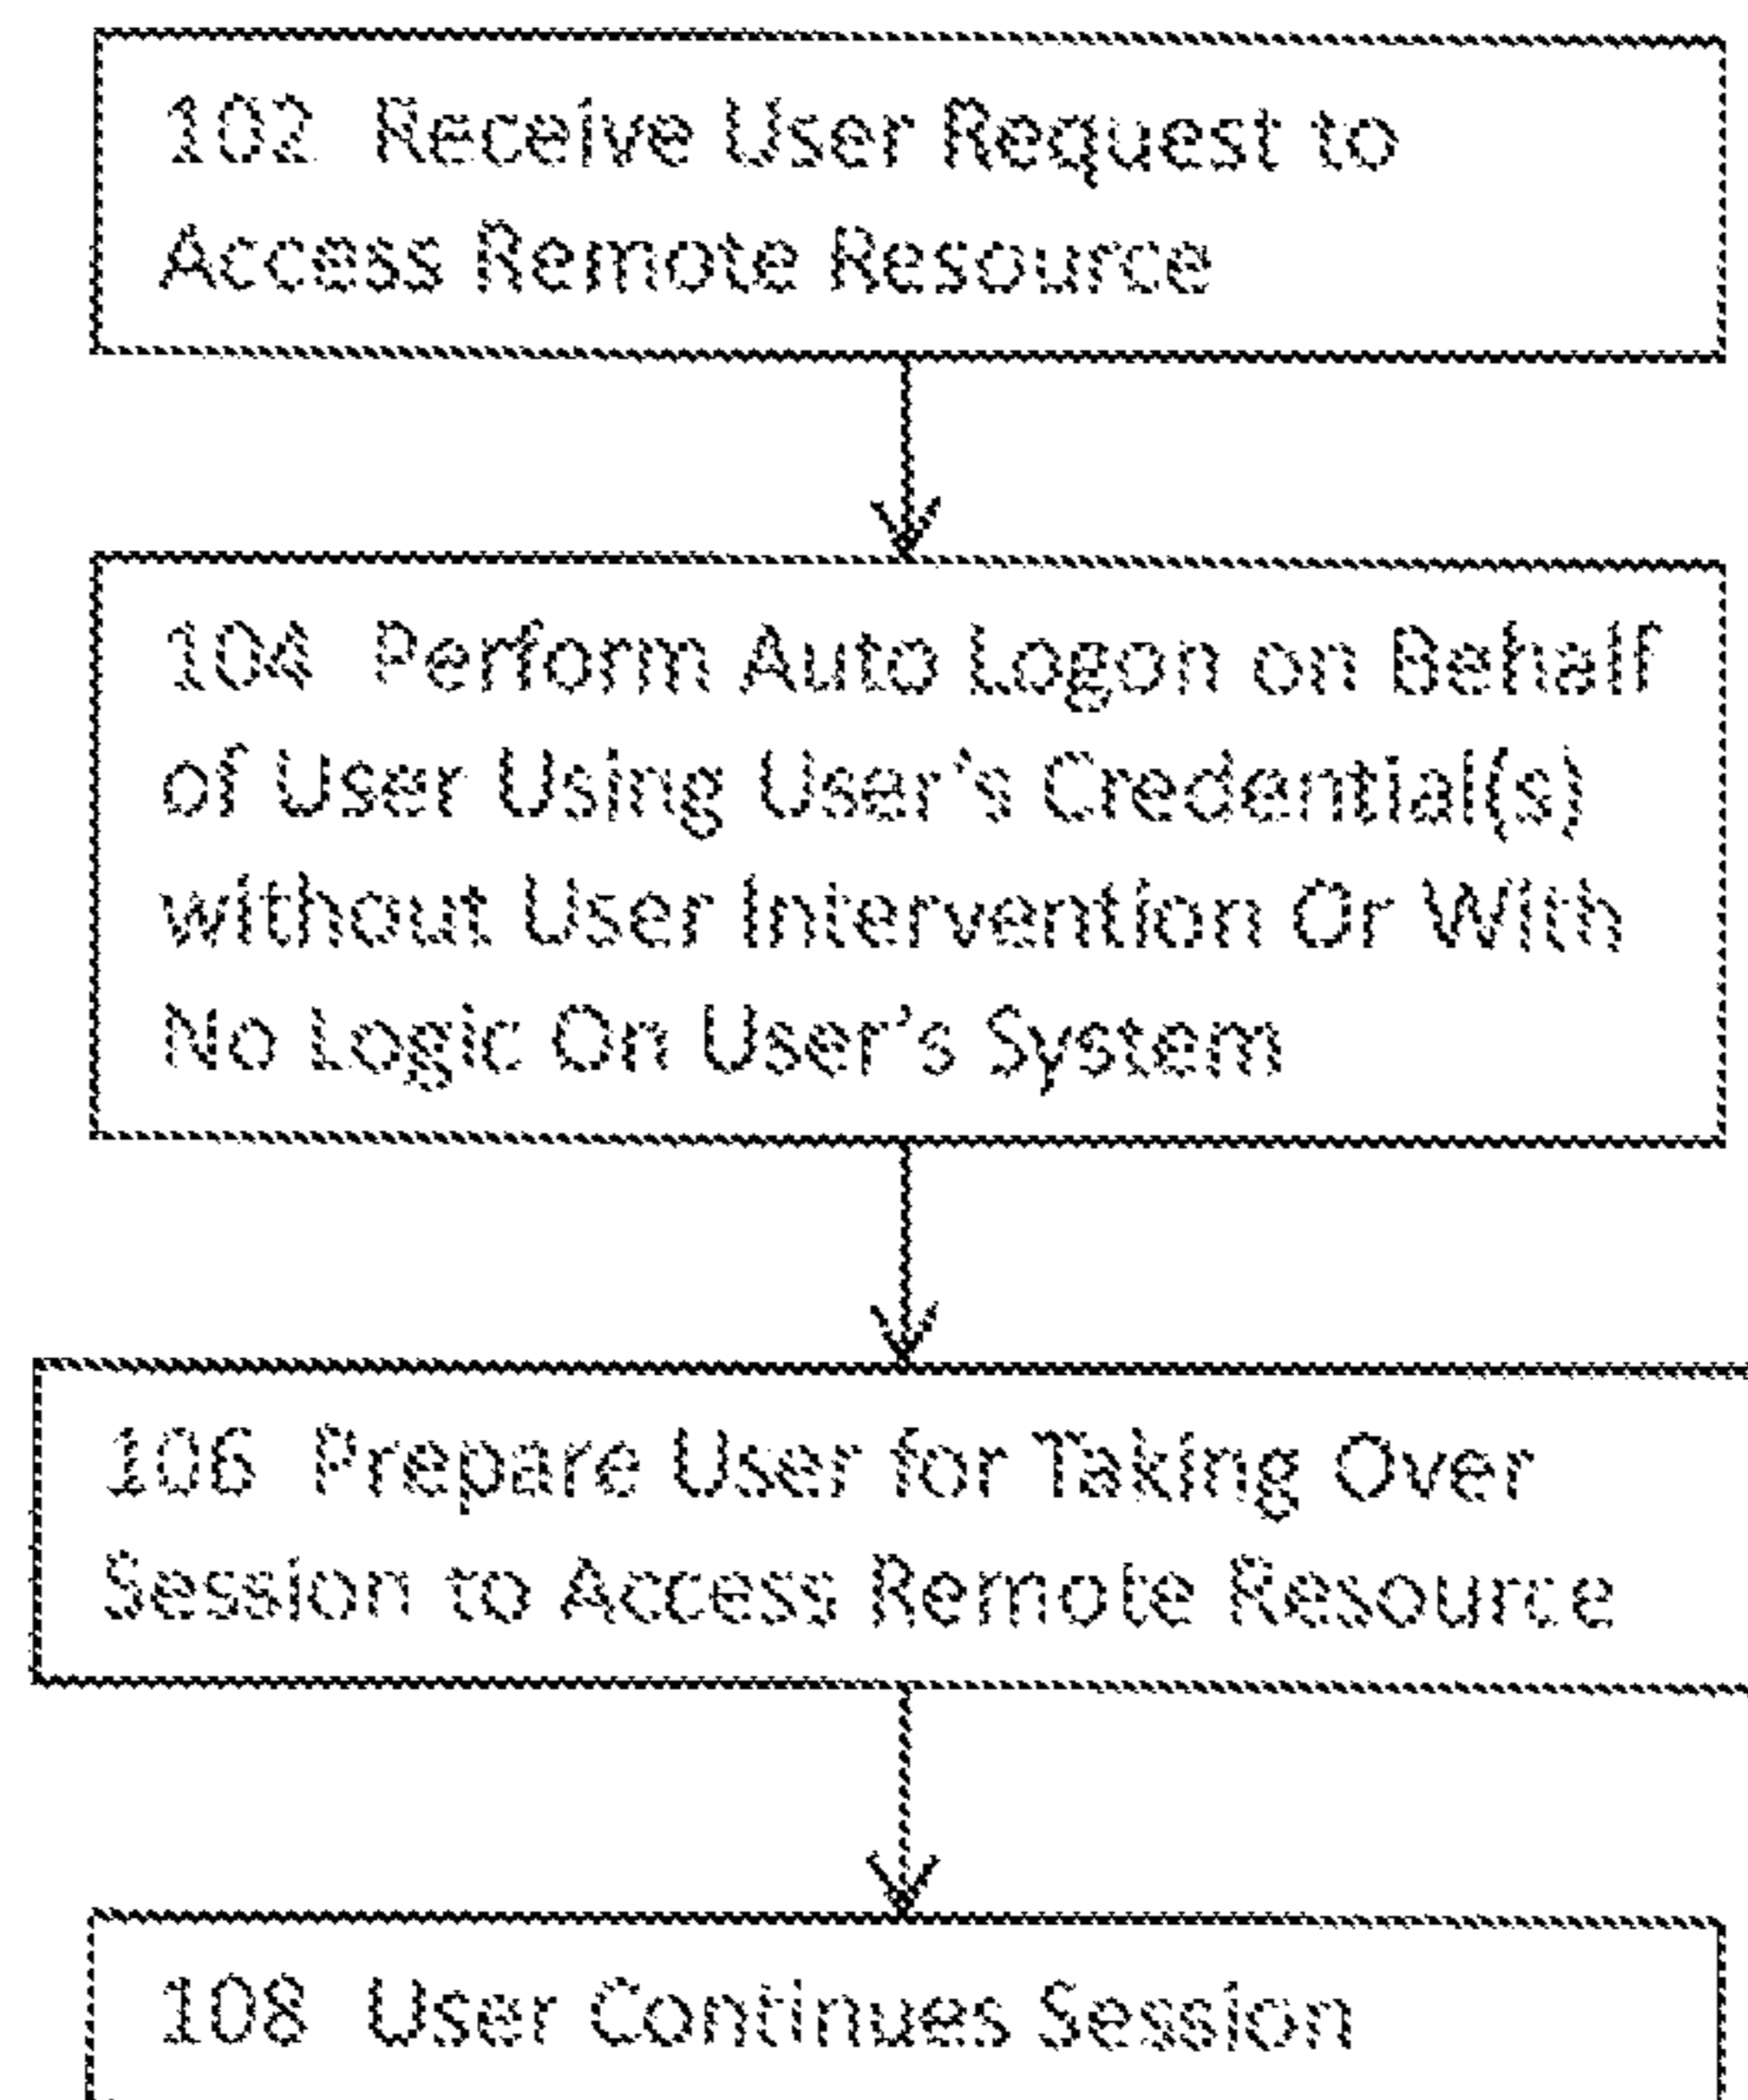 102 Receive User Request to
Access Remote Resource
104 Perform Auto Logon on Behalf
of User Using User's Credential(s)
without User Intervention Or With
No Logic On User's System
106 Prepare User for Taking Over
Session to Access Remote Resource
108 User Continues Session